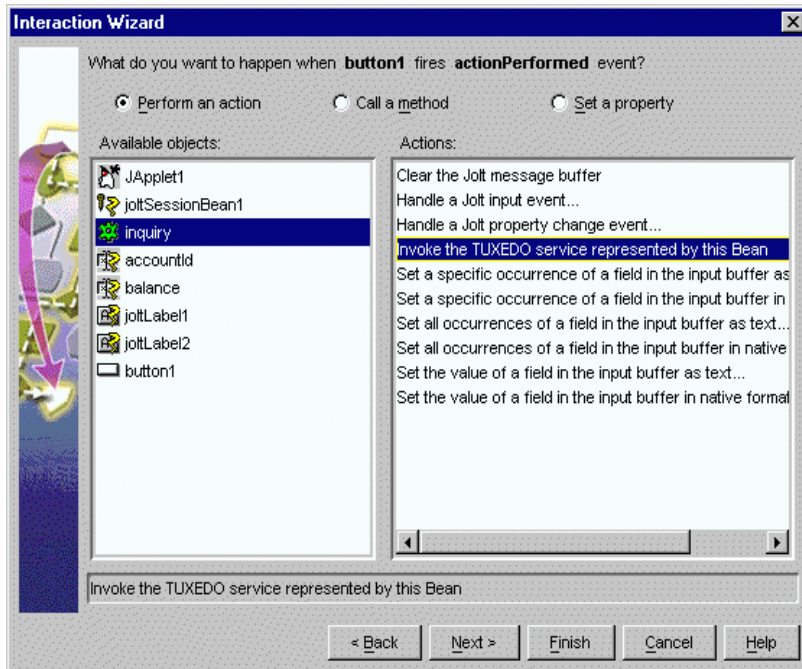 Interaction Wizard
What do you want to happen when button1 fires actionPerformed event?
Perform an action
Call a method
Set a property
Available objects:
JApplet1
joltSessionBean1
inquiry
accountId
balance
joltLabel1
joltLabel2
button1
Actions:
Clear the Jolt message buffer
Handle a Jolt input event...
Handle a Jolt property change event...
Invoke the TUXEDO service represented by this Bean
Set a specific occurrence of a field in the input buffer as
Set a specific occurrence of a field in the input buffer in
Set all occurrences of a field in the input buffer as text...
Set all occurrences of a field in the input buffer in native
Set the value of a field in the input buffer as text...
Set the value of a field in the input buffer in native format
Invoke the TUXEDO service represented by this Bean
< Back
Next >
Finish
Cancel
Help